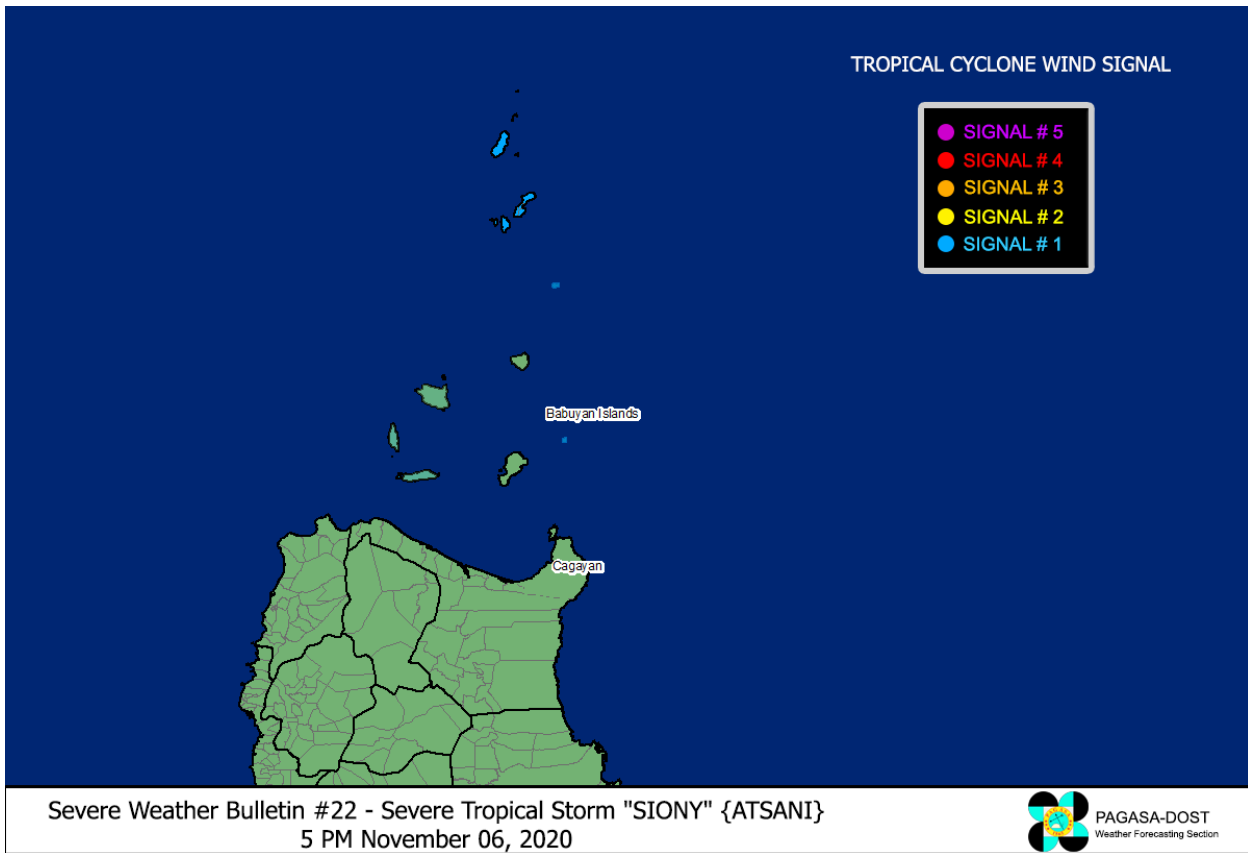 TROPICAL CYCLONE WIND SIGNAL
SIGNAL # 5
SIGNAL # 4
SIGNAL # 3
SIGNAL # 2
SIGNAL # 1
Babuyan Islands
Cagayan
Severe Weather Bulletin #22 - Severe Tropical Storm "SIONY" {ATSANI}
5 PM November 06, 2020
PAGASA-DOST
Weather Forecasting Section